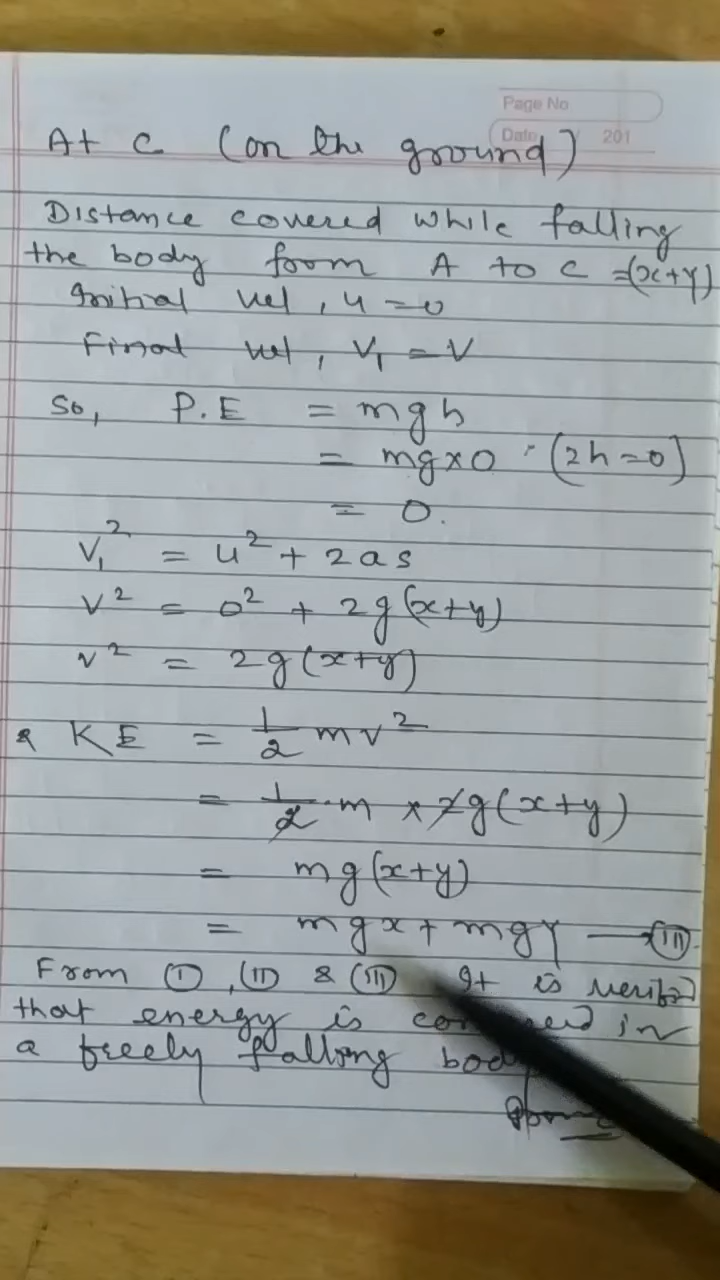 Page No
Date 201
At C (on the ground)
Distance covered while falling
the body from A to C = (x+y)
Initial vel, u = 0
Final vel, V₁ = V
So, P.E = mgh
= mg×0 (2h=0)
= 0.
V₁² = u² + 2as
V² = 0² + 2g(x+y)
v² = 2g(x+y)
& KE = 1/2 mv²
= 1/2 m × 2g(x+y)
= mg(x+y)
= mgx + mgy — (III)
From (I), (II) & (III) It is
that energy is in
a freely falling body